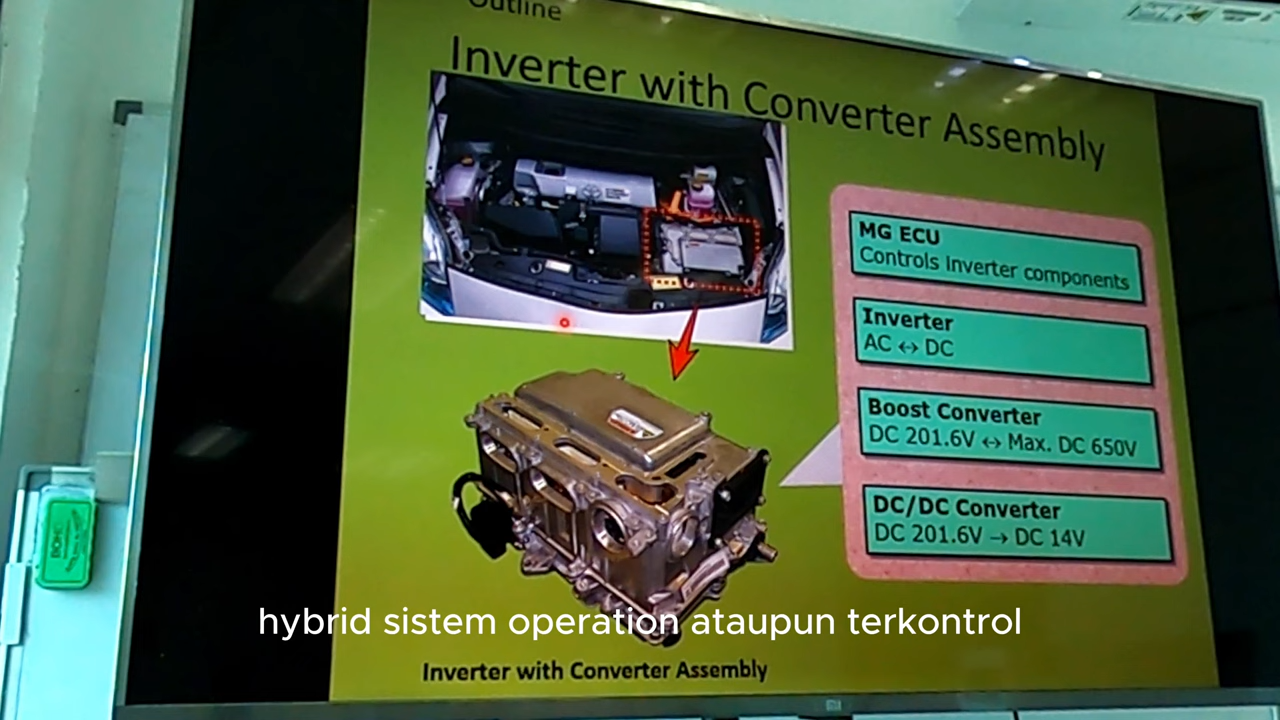 Outline
Inverter with Converter Assembly
MG ECU
Controls inverter components
Inverter
AC ↔ DC
Boost Converter
DC 201.6V ↔ Max. DC 650V
DC/DC Converter
DC 201.6V → DC 14V
hybrid sistem operation ataupun terkontrol
Inverter with Converter Assembly